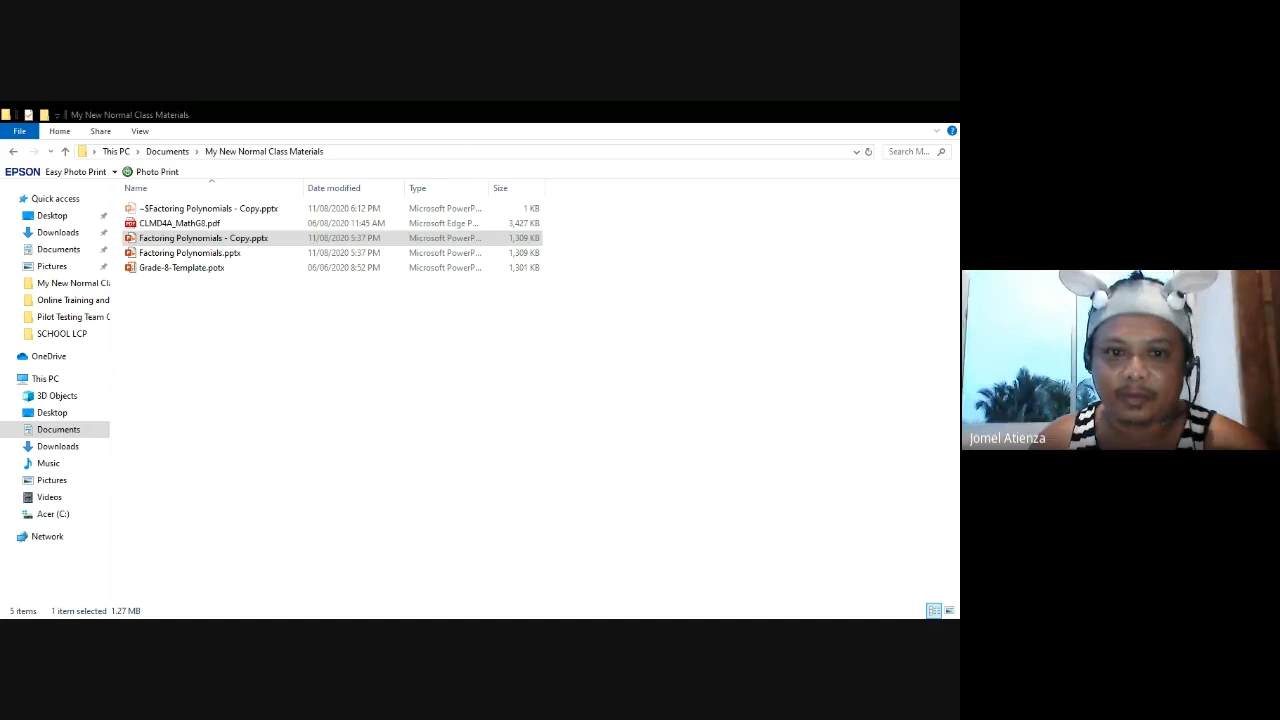 My New Normal Class Materials
File Home Share View
This PC Documents My New Normal Class Materials Search M...
EPSON Easy Photo Print Photo Print
Name Date modified Type Size
~$Factoring Polynomials - Copy.pptx 11/08/2020 6:12 PM Microsoft PowerP... 1 KB
CLMD4A_MathG8.pdf 06/08/2020 11:45 AM Microsoft Edge P... 3,427 KB
Factoring Polynomials - Copy.pptx 11/08/2020 5:37 PM Microsoft PowerP... 1,309 KB
Factoring Polynomials.pptx 11/08/2020 5:37 PM Microsoft PowerP... 1,309 KB
Grade-8-Template.potx 06/06/2020 8:52 PM Microsoft PowerP... 1,301 KB
Quick access
Desktop
Downloads
Documents
Pictures
My New Normal Cl
Online Training and
Pilot Testing Team
SCHOOL LCP
OneDrive
This PC
3D Objects
Desktop
Documents
Downloads
Music
Pictures
Videos
Acer (C:)
Network
5 items 1 item selected 1.27 MB
Jomel Atienza